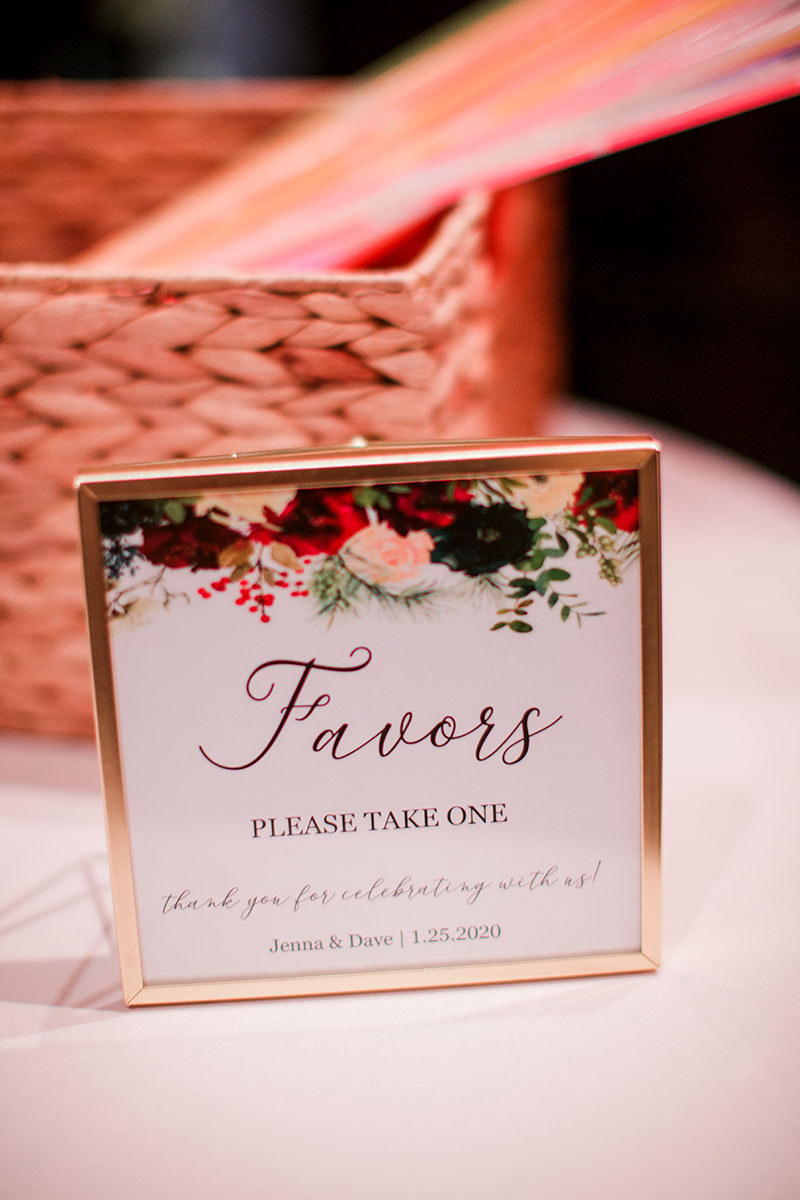 Favors
PLEASE TAKE ONE
thank you for celebrating with us!
Jenna & Dave | 1.25.2020